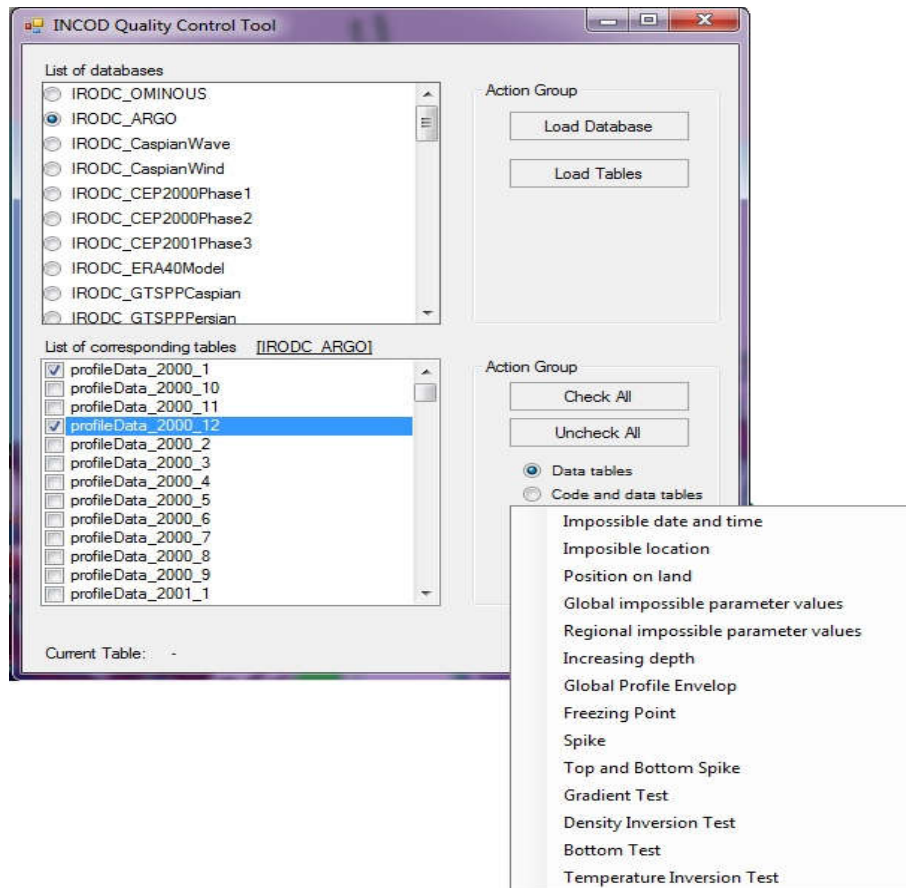 INCOD Quality Control Tool
List of databases
IRODC_OMINOUS
IRODC_ARGO
IRODC_CaspianWave
IRODC_CaspianWind
IRODC_CEP2000Phase1
IRODC_CEP2000Phase2
IRODC_CEP2001Phase3
IRODC_ERA40Model
IRODC_GTSPPCaspian
IRODC_GTSPPPersian
Action Group
Load Database
Load Tables
List of corresponding tables [IRODC_ARGO]
profileData_2000_1
profileData_2000_10
profileData_2000_11
profileData_2000_12
profileData_2000_2
profileData_2000_3
profileData_2000_4
profileData_2000_5
profileData_2000_6
profileData_2000_7
profileData_2000_8
profileData_2000_9
profileData_2001_1
Action Group
Check All
Uncheck All
Data tables
Code and data tables
Impossible date and time
Imposible location
Position on land
Global impossible parameter values
Regional impossible parameter values
Increasing depth
Global Profile Envelop
Freezing Point
Spike
Top and Bottom Spike
Gradient Test
Density Inversion Test
Bottom Test
Temperature Inversion Test
Current Table: -